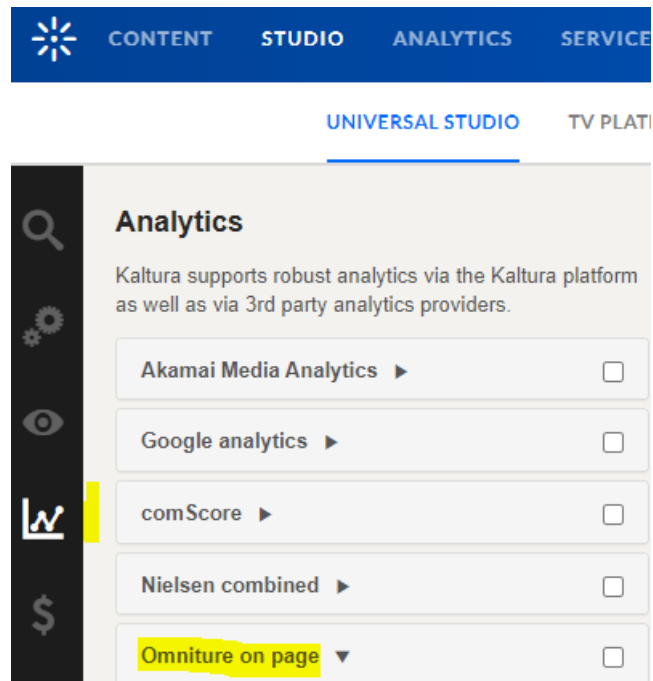 CONTENT STUDIO ANALYTICS SERVICE
UNIVERSAL STUDIO TV PLAT
Analytics
Kaltura supports robust analytics via the Kaltura platform
as well as via 3rd party analytics providers.
Akamai Media Analytics
Google analytics
comScore
Nielsen combined
Omniture on page